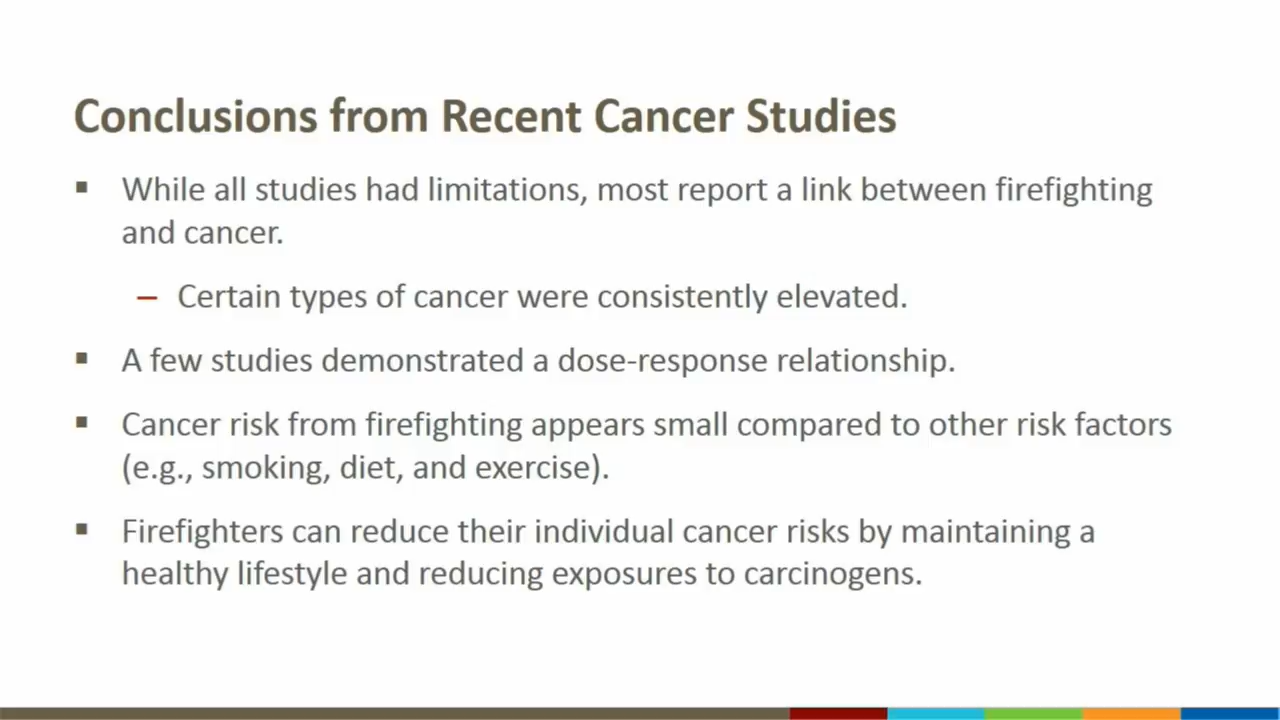 Conclusions from Recent Cancer Studies
▪ While all studies had limitations, most report a link between firefighting
and cancer.
– Certain types of cancer were consistently elevated.
▪ A few studies demonstrated a dose-response relationship.
▪ Cancer risk from firefighting appears small compared to other risk factors
(e.g., smoking, diet, and exercise).
▪ Firefighters can reduce their individual cancer risks by maintaining a
healthy lifestyle and reducing exposures to carcinogens.